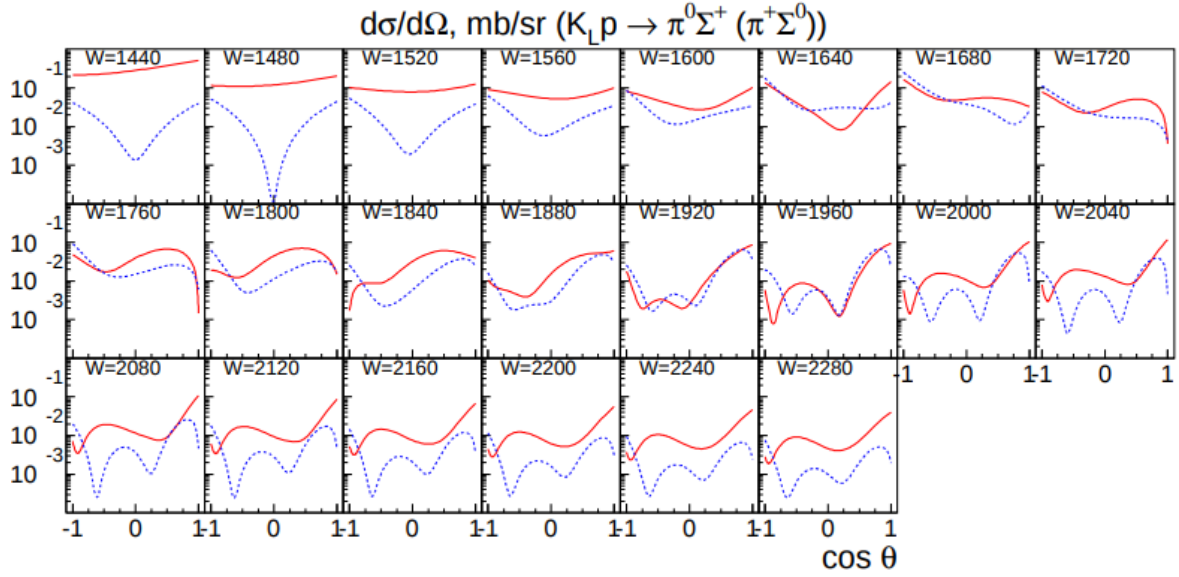 dσ/dΩ, mb/sr (K_L p → π⁰Σ⁺ (π⁺Σ⁰))
W=1440 W=1480 W=1520 W=1560 W=1600 W=1640 W=1680 W=1720
10 -1
10 -2
10 -3
W=1760 W=1800 W=1840 W=1880 W=1920 W=1960 W=2000 W=2040
10 -1
10 -2
10 -3
-1 0 1 -1 0 1
W=2080 W=2120 W=2160 W=2200 W=2240 W=2280
10 -1
10 -2
10 -3
-1 0 1 -1 0 1 -1 0 1 -1 0 1 -1 0 1 -1 0 1
cos θ